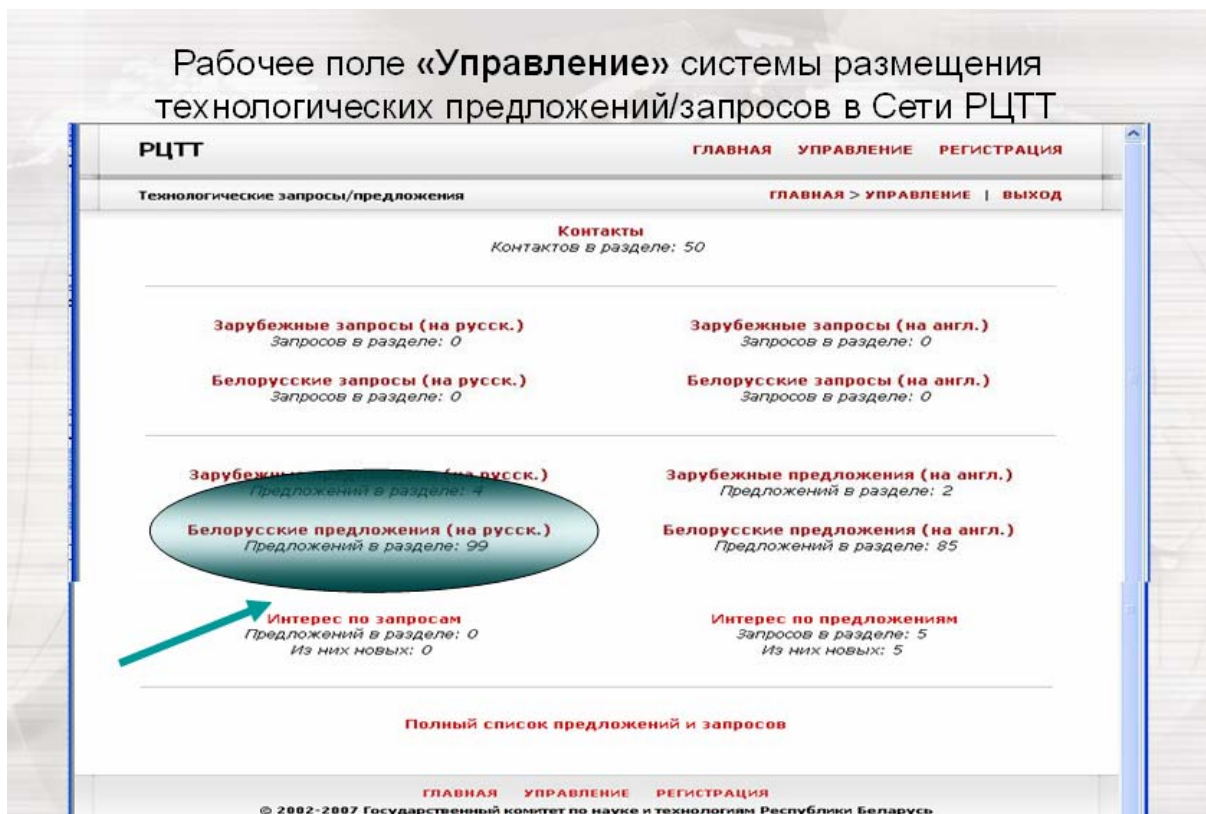 Рабочее поле «Управление» системы размещения
технологических предложений/запросов в Сети РЦТТ
РЦТТ
ГЛАВНАЯ УПРАВЛЕНИЕ РЕГИСТРАЦИЯ
Технологические запросы/предложения
ГЛАВНАЯ > УПРАВЛЕНИЕ | ВЫХОД
Контакты
Контактов в разделе: 50
Зарубежные запросы (на русск.)
Запросов в разделе: 0
Зарубежные запросы (на англ.)
Запросов в разделе: 0
Белорусские запросы (на русск.)
Запросов в разделе: 0
Белорусские запросы (на англ.)
Запросов в разделе: 0
(на русск.)
Предложений в разделе: 4
Зарубежные предложения (на англ.)
Предложений в разделе: 2
Белорусские предложения (на русск.)
Предложений в разделе: 99
Белорусские предложения (на англ.)
Предложений в разделе: 85
Интерес по запросам
Предложений в разделе: 0
Из них новых: 0
Интерес по предложениям
Запросов в разделе: 5
Из них новых: 5
Полный список предложений и запросов
ГЛАВНАЯ УПРАВЛЕНИЕ РЕГИСТРАЦИЯ
© 2002-2007 Государственный комитет по науке и технологиям Республики Беларусь